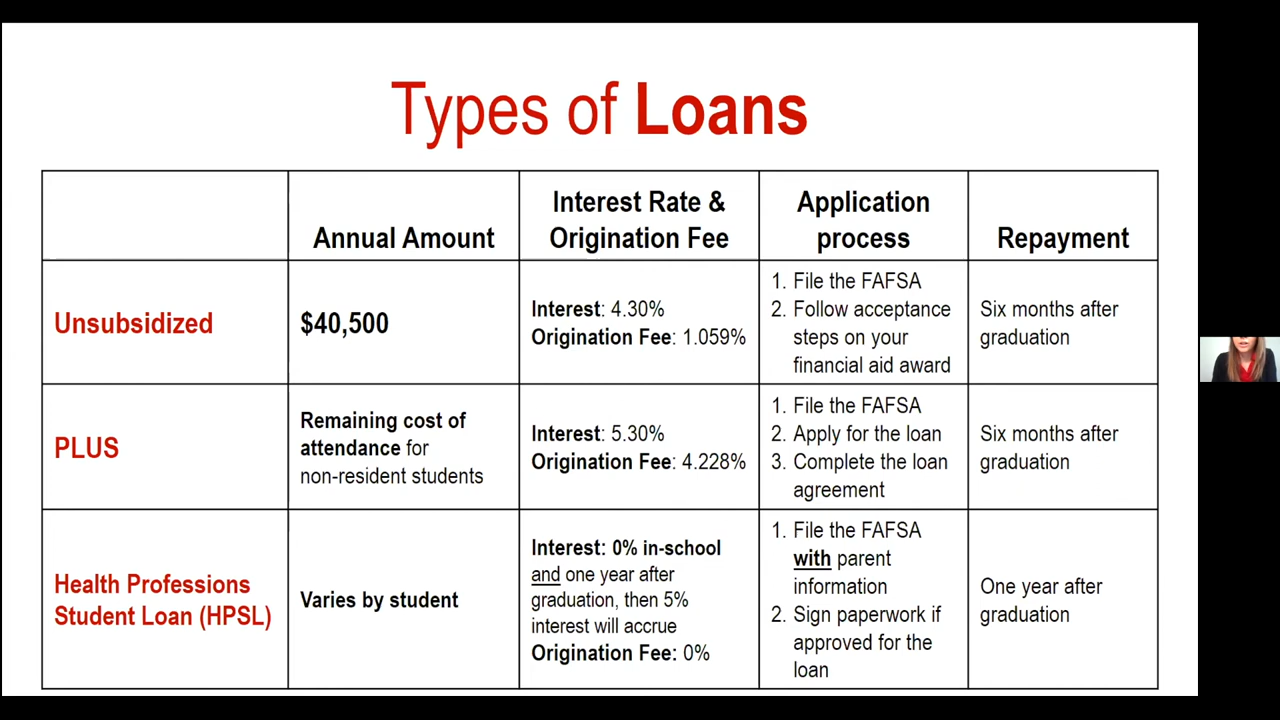 Types of Loans
Annual Amount
Interest Rate &
Origination Fee
Application
process
Repayment
Unsubsidized
$40,500
Interest: 4.30%
Origination Fee: 1.059%
1. File the FAFSA
2. Follow acceptance
steps on your
financial aid award
Six months after
graduation
PLUS
Remaining cost of
attendance for
non-resident students
Interest: 5.30%
Origination Fee: 4.228%
1. File the FAFSA
2. Apply for the loan
3. Complete the loan
agreement
Six months after
graduation
Health Professions
Student Loan (HPSL)
Varies by student
Interest: 0% in-school
and one year after
graduation, then 5%
interest will accrue
Origination Fee: 0%
1. File the FAFSA
with parent
information
2. Sign paperwork if
approved for the
loan
One year after
graduation